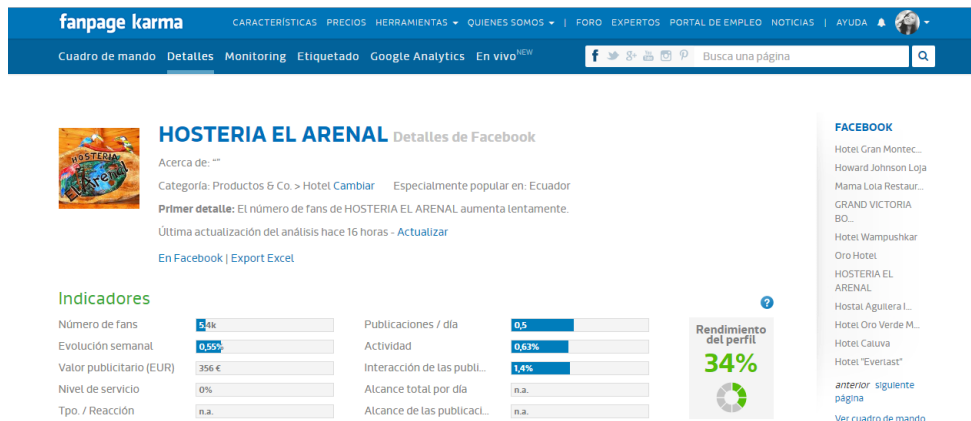 fanpage karma
CARACTERÍSTICAS PRECIOS HERRAMIENTAS QUIENES SOMOS | FORO EXPERTOS PORTAL DE EMPLEO NOTICIAS | AYUDA
Cuadro de mando Detalles Monitoring Etiquetado Google Analytics En vivo NEW
Busca una página
HOSTERIA El Arenal
HOSTERIA EL ARENAL Detalles de Facebook
Acerca de: “”
Categoría: Productos & Co. > Hotel Cambiar Especialmente popular en: Ecuador
Primer detalle: El número de fans de HOSTERIA EL ARENAL aumenta lentamente.
Última actualización del análisis hace 16 horas - Actualizar
En Facebook | Export Excel
Indicadores
Número de fans 5.4k
Evolución semanal 0,55%
Valor publicitario (EUR) 356 €
Nivel de servicio 0%
Tpo. / Reacción n.a.
Publicaciones / día 0,5
Actividad 0,63%
Interacción de las publi... 1,4%
Alcance total por día n.a.
Alcance de las publicaci... n.a.
Rendimiento
del perfil
34%
FACEBOOK
Hotel Gran Montec...
Howard Johnson Loja
Mama Lola Restaur...
GRAND VICTORIA
BO...
Hotel Wampushkar
Oro Hotel
HOSTERIA EL
ARENAL
Hostal Aguilera I...
Hotel Oro Verde M...
Hotel Caluva
Hotel "Everlast"
anterior siguiente
página
Ver cuadro de mando